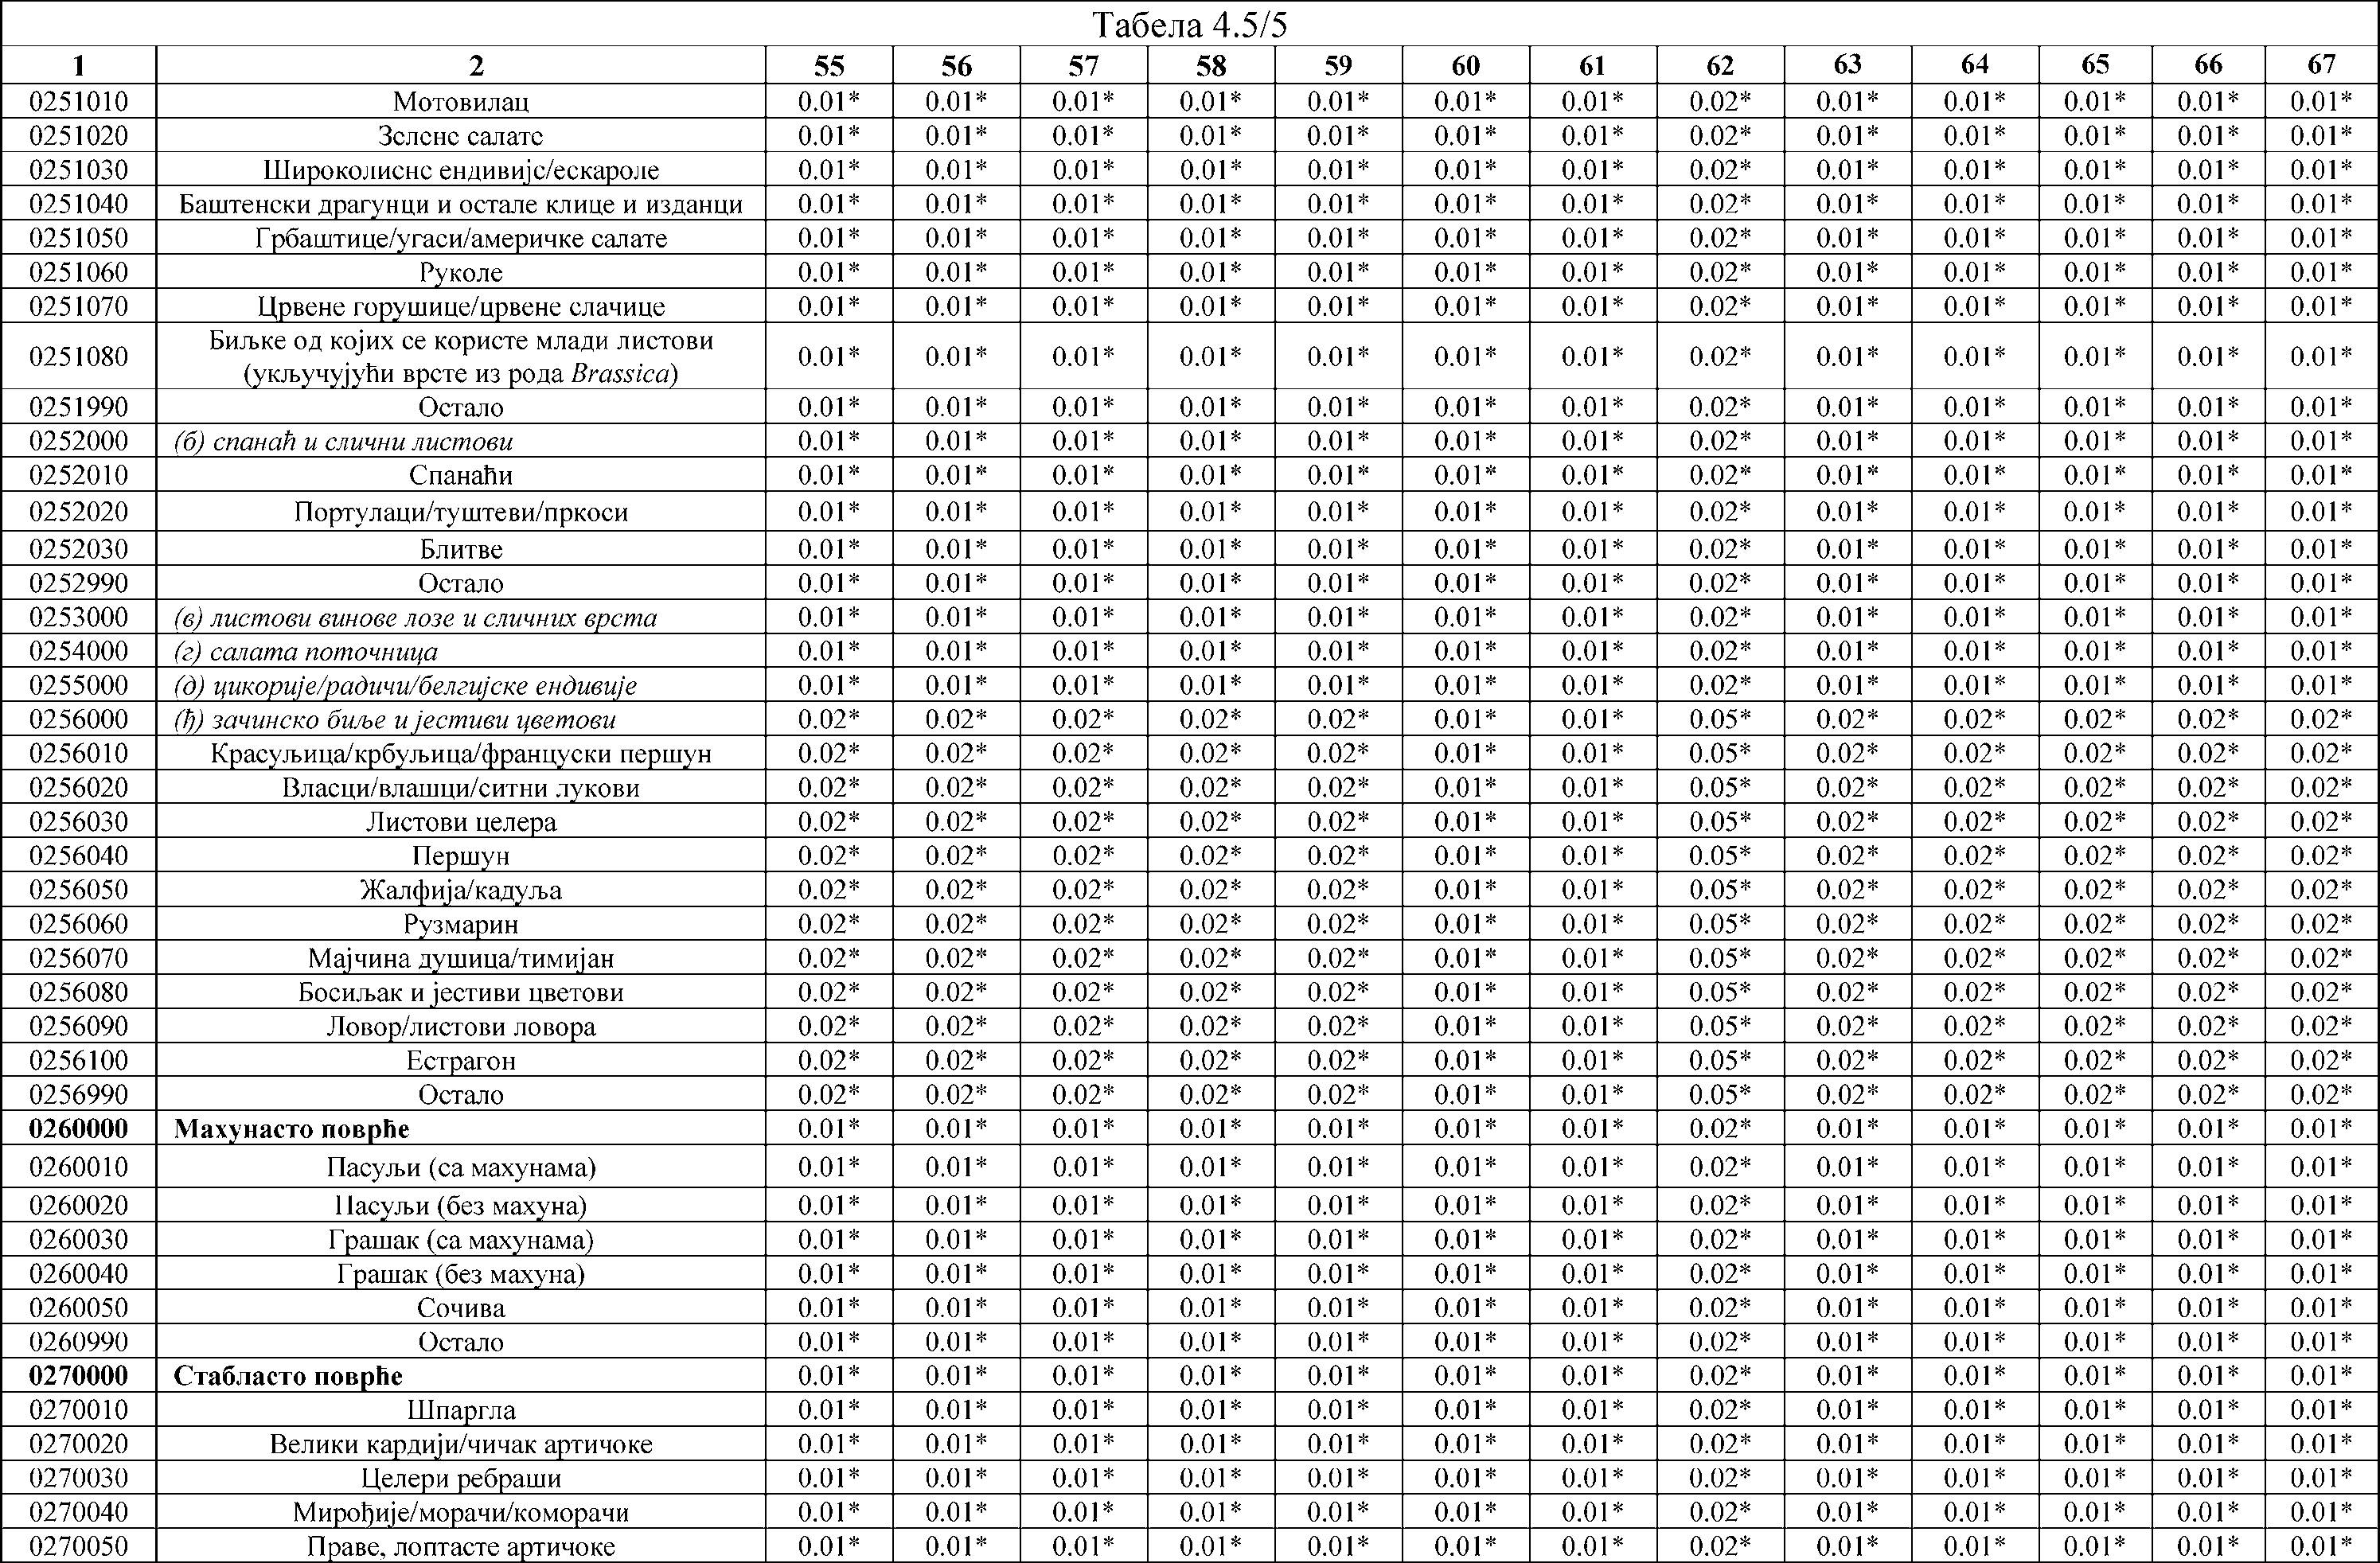 Табела 4.5/5
1 2 55 56 57 58 59 60 61 62 63 64 65 66 67
0251010 Мотовилац 0.01* 0.01* 0.01* 0.01* 0.01* 0.01* 0.01* 0.02* 0.01* 0.01* 0.01* 0.01* 0.01*
0251020 Зелене салате 0.01* 0.01* 0.01* 0.01* 0.01* 0.01* 0.01* 0.02* 0.01* 0.01* 0.01* 0.01* 0.01*
0251030 Широколисне ендивије/ескароле 0.01* 0.01* 0.01* 0.01* 0.01* 0.01* 0.01* 0.02* 0.01* 0.01* 0.01* 0.01* 0.01*
0251040 Баштенски драгунци и остале клице и изданци 0.01* 0.01* 0.01* 0.01* 0.01* 0.01* 0.01* 0.02* 0.01* 0.01* 0.01* 0.01* 0.01*
0251050 Грбаштице/угаси/америчке салате 0.01* 0.01* 0.01* 0.01* 0.01* 0.01* 0.01* 0.02* 0.01* 0.01* 0.01* 0.01* 0.01*
0251060 Руколе 0.01* 0.01* 0.01* 0.01* 0.01* 0.01* 0.01* 0.02* 0.01* 0.01* 0.01* 0.01* 0.01*
0251070 Црвене горушице/црвене слачице 0.01* 0.01* 0.01* 0.01* 0.01* 0.01* 0.01* 0.02* 0.01* 0.01* 0.01* 0.01* 0.01*
Биљке од којих се користе млади листови
0251080 (укључујући врсте из рода Brassica) 0.01* 0.01* 0.01* 0.01* 0.01* 0.01* 0.01* 0.02* 0.01* 0.01* 0.01* 0.01* 0.01*
0251990 Остало 0.01* 0.01* 0.01* 0.01* 0.01* 0.01* 0.01* 0.02* 0.01* 0.01* 0.01* 0.01* 0.01*
0252000 (б) спанаћ и слични листови 0.01* 0.01* 0.01* 0.01* 0.01* 0.01* 0.01* 0.02* 0.01* 0.01* 0.01* 0.01* 0.01*
0252010 Спанаћи 0.01* 0.01* 0.01* 0.01* 0.01* 0.01* 0.01* 0.02* 0.01* 0.01* 0.01* 0.01* 0.01*
0252020 Портулаци/туштеви/пркоси 0.01* 0.01* 0.01* 0.01* 0.01* 0.01* 0.01* 0.02* 0.01* 0.01* 0.01* 0.01* 0.01*
0252030 Блитве 0.01* 0.01* 0.01* 0.01* 0.01* 0.01* 0.01* 0.02* 0.01* 0.01* 0.01* 0.01* 0.01*
0252990 Остало 0.01* 0.01* 0.01* 0.01* 0.01* 0.01* 0.01* 0.02* 0.01* 0.01* 0.01* 0.01* 0.01*
0253000 (в) листови винове лозе и сличних врста 0.01* 0.01* 0.01* 0.01* 0.01* 0.01* 0.01* 0.02* 0.01* 0.01* 0.01* 0.01* 0.01*
0254000 (г) салата поточница 0.01* 0.01* 0.01* 0.01* 0.01* 0.01* 0.01* 0.02* 0.01* 0.01* 0.01* 0.01* 0.01*
0255000 (д) цикорије/радичи/белгијске ендивије 0.01* 0.01* 0.01* 0.01* 0.01* 0.01* 0.01* 0.02* 0.01* 0.01* 0.01* 0.01* 0.01*
0256000 (ђ) зачинско биље и јестиви цветови 0.02* 0.02* 0.02* 0.02* 0.02* 0.01* 0.01* 0.05* 0.02* 0.02* 0.02* 0.02* 0.02*
0256010 Красуљица/крбуљица/француски першун 0.02* 0.02* 0.02* 0.02* 0.02* 0.01* 0.01* 0.05* 0.02* 0.02* 0.02* 0.02* 0.02*
0256020 Власци/влашци/ситни лукови 0.02* 0.02* 0.02* 0.02* 0.02* 0.01* 0.01* 0.05* 0.02* 0.02* 0.02* 0.02* 0.02*
0256030 Листови целера 0.02* 0.02* 0.02* 0.02* 0.02* 0.01* 0.01* 0.05* 0.02* 0.02* 0.02* 0.02* 0.02*
0256040 Першун 0.02* 0.02* 0.02* 0.02* 0.02* 0.01* 0.01* 0.05* 0.02* 0.02* 0.02* 0.02* 0.02*
0256050 Жалфија/кадуља 0.02* 0.02* 0.02* 0.02* 0.02* 0.01* 0.01* 0.05* 0.02* 0.02* 0.02* 0.02* 0.02*
0256060 Рузмарин 0.02* 0.02* 0.02* 0.02* 0.02* 0.01* 0.01* 0.05* 0.02* 0.02* 0.02* 0.02* 0.02*
0256070 Мајчина душица/тимијан 0.02* 0.02* 0.02* 0.02* 0.02* 0.01* 0.01* 0.05* 0.02* 0.02* 0.02* 0.02* 0.02*
0256080 Босиљак и јестиви цветови 0.02* 0.02* 0.02* 0.02* 0.02* 0.01* 0.01* 0.05* 0.02* 0.02* 0.02* 0.02* 0.02*
0256090 Ловор/листови ловора 0.02* 0.02* 0.02* 0.02* 0.02* 0.01* 0.01* 0.05* 0.02* 0.02* 0.02* 0.02* 0.02*
0256100 Естрагон 0.02* 0.02* 0.02* 0.02* 0.02* 0.01* 0.01* 0.05* 0.02* 0.02* 0.02* 0.02* 0.02*
0256990 Остало 0.02* 0.02* 0.02* 0.02* 0.02* 0.01* 0.01* 0.05* 0.02* 0.02* 0.02* 0.02* 0.02*
0260000 Махунасто поврће 0.01* 0.01* 0.01* 0.01* 0.01* 0.01* 0.01* 0.02* 0.01* 0.01* 0.01* 0.01* 0.01*
0260010 Пасуљи (са махунама) 0.01* 0.01* 0.01* 0.01* 0.01* 0.01* 0.01* 0.02* 0.01* 0.01* 0.01* 0.01* 0.01*
0260020 Пасуљи (без махуна) 0.01* 0.01* 0.01* 0.01* 0.01* 0.01* 0.01* 0.02* 0.01* 0.01* 0.01* 0.01* 0.01*
0260030 Грашак (са махунама) 0.01* 0.01* 0.01* 0.01* 0.01* 0.01* 0.01* 0.02* 0.01* 0.01* 0.01* 0.01* 0.01*
0260040 Грашак (без махуна) 0.01* 0.01* 0.01* 0.01* 0.01* 0.01* 0.01* 0.02* 0.01* 0.01* 0.01* 0.01* 0.01*
0260050 Сочива 0.01* 0.01* 0.01* 0.01* 0.01* 0.01* 0.01* 0.02* 0.01* 0.01* 0.01* 0.01* 0.01*
0260990 Остало 0.01* 0.01* 0.01* 0.01* 0.01* 0.01* 0.01* 0.02* 0.01* 0.01* 0.01* 0.01* 0.01*
0270000 Стабласто поврће 0.01* 0.01* 0.01* 0.01* 0.01* 0.01* 0.01* 0.02* 0.01* 0.01* 0.01* 0.01* 0.01*
0270010 Шпаргла 0.01* 0.01* 0.01* 0.01* 0.01* 0.01* 0.01* 0.02* 0.01* 0.01* 0.01* 0.01* 0.01*
0270020 Велики кардији/чичак артичоке 0.01* 0.01* 0.01* 0.01* 0.01* 0.01* 0.01* 0.02* 0.01* 0.01* 0.01* 0.01* 0.01*
0270030 Целери ребраши 0.01* 0.01* 0.01* 0.01* 0.01* 0.01* 0.01* 0.02* 0.01* 0.01* 0.01* 0.01* 0.01*
0270040 Мирођије/морачи/коморачи 0.01* 0.01* 0.01* 0.01* 0.01* 0.01* 0.01* 0.02* 0.01* 0.01* 0.01* 0.01* 0.01*
0270050 Праве, лоптасте артичоке 0.01* 0.01* 0.01* 0.01* 0.01* 0.01* 0.01* 0.02* 0.01* 0.01* 0.01* 0.01* 0.01*